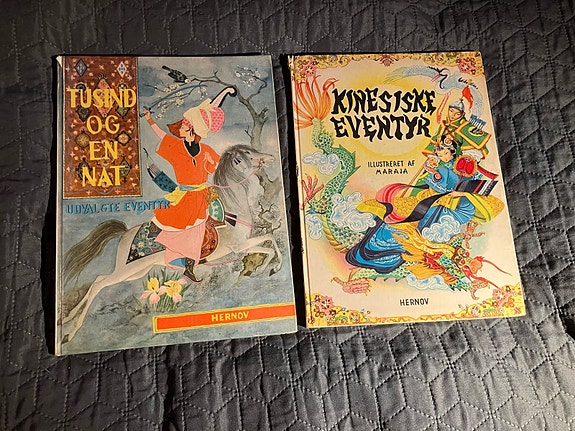 TUSIND
OG
EN
NAT
UDVALGTE EVENTYR
HERNOV
KINESISKE
EVENTYR
ILLUSTRERET AF
MARAJA
HERNOV